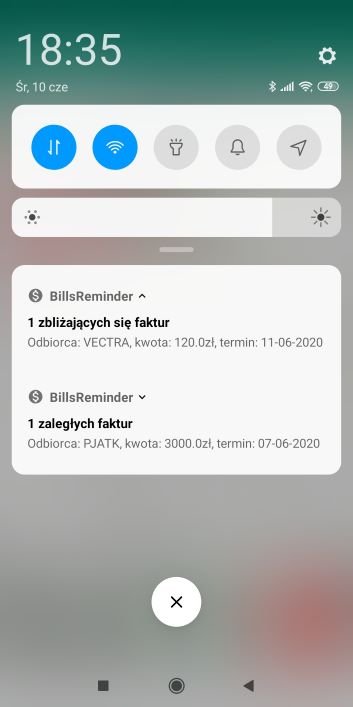 18:35
Śr, 10 cze
49
BillsReminder
1 zbliżających się faktur
Odbiorca: VECTRA, kwota: 120.0zł, termin: 11-06-2020
BillsReminder
1 zaległych faktur
Odbiorca: PJATK, kwota: 3000.0zł, termin: 07-06-2020